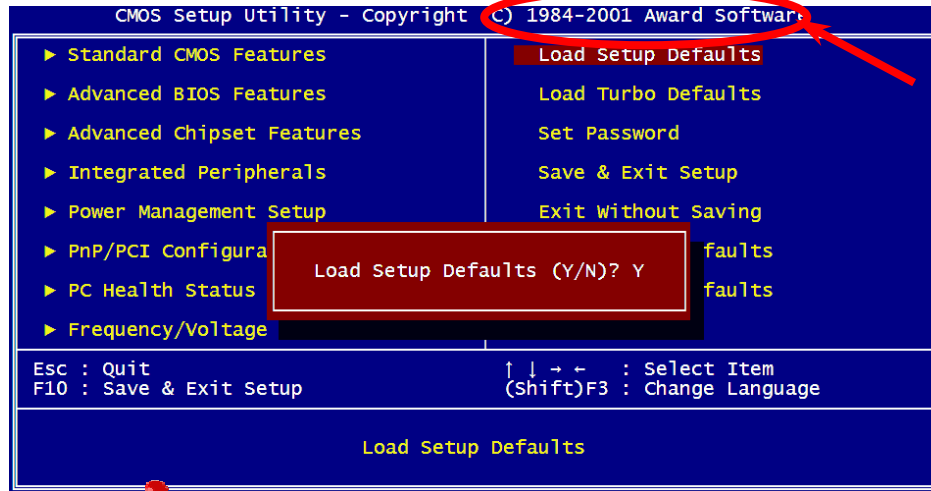 CMOS Setup Utility - Copyright (C) 1984-2001 Award Software
► Standard CMOS Features
► Advanced BIOS Features
► Advanced Chipset Features
► Integrated Peripherals
► Power Management Setup
► PnP/PCI Configura
► PC Health Status
► Frequency/Voltage
Load Setup Defaults
Load Turbo Defaults
Set Password
Save & Exit Setup
Exit Without Saving
faults
faults
Load Setup Defaults (Y/N)? Y
Esc : Quit
F10 : Save & Exit Setup
↑ ↓ → ← : Select Item
(Shift)F3 : Change Language
Load Setup Defaults